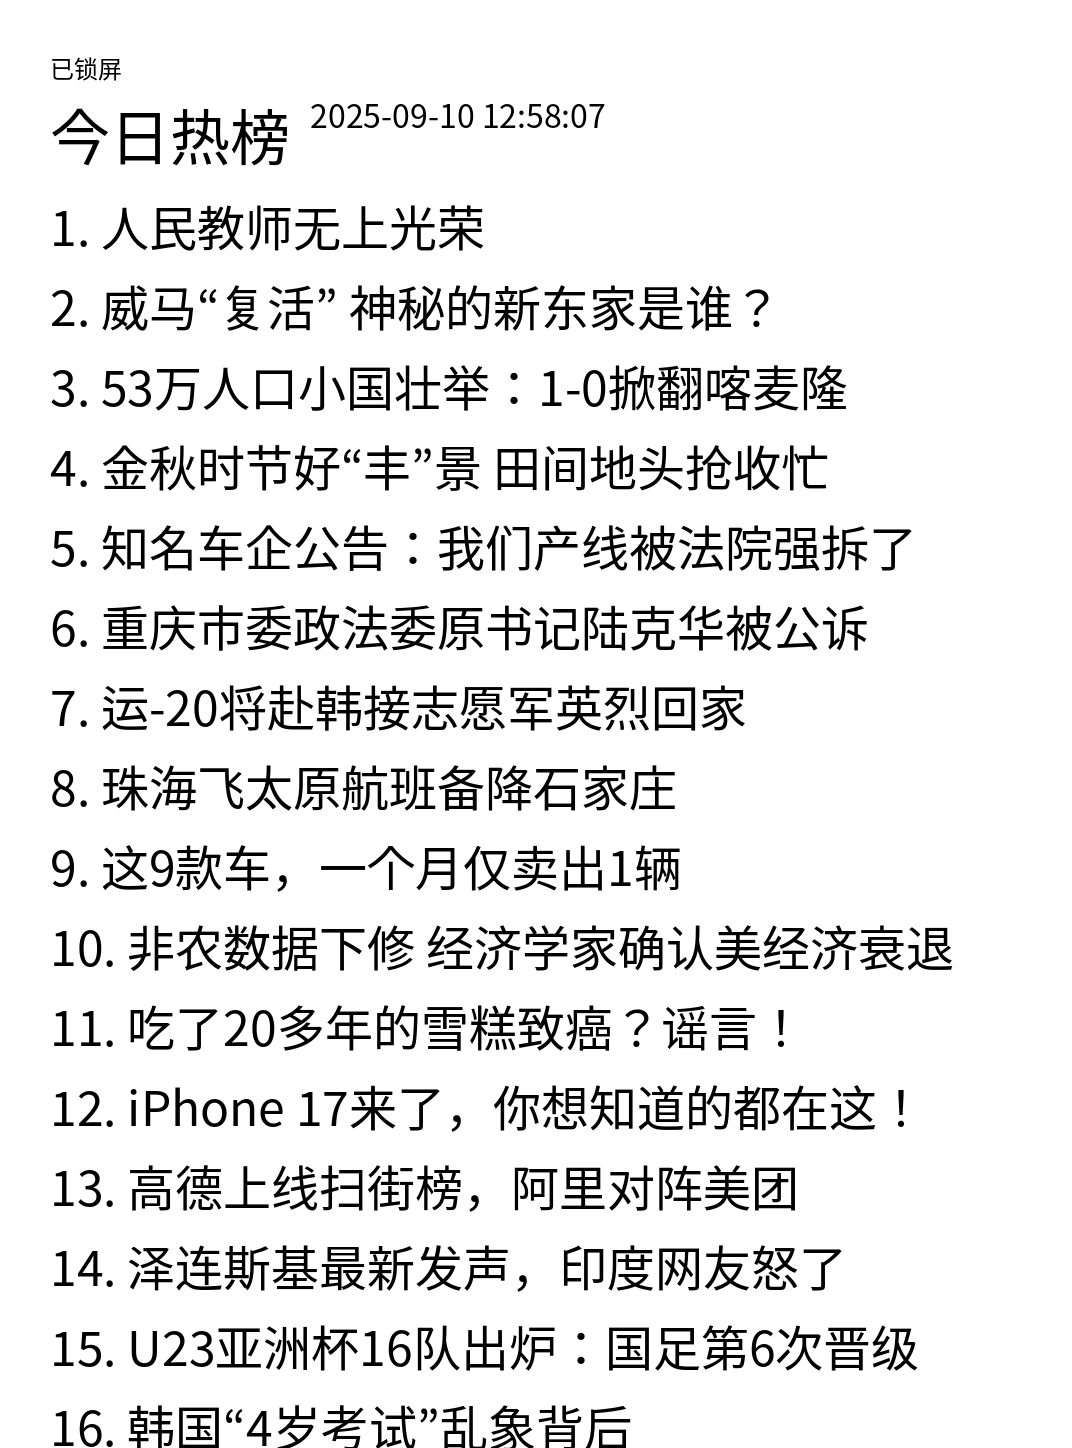 已锁屏
今日热榜 2025-09-10 12:58:07
1. 人民教师无上光荣
2. 威马“复活” 神秘的新东家是谁？
3. 53万人口小国壮举：1-0掀翻喀麦隆
4. 金秋时节好“丰”景 田间地头抢收忙
5. 知名车企公告：我们产线被法院强拆了
6. 重庆市委政法委原书记陆克华被公诉
7. 运-20将赴韩接志愿军英烈回家
8. 珠海飞太原航班备降石家庄
9. 这9款车，一个月仅卖出1辆
10. 非农数据下修 经济学家确认美经济衰退
11. 吃了20多年的雪糕致癌？谣言！
12. iPhone 17来了，你想知道的都在这！
13. 高德上线扫街榜，阿里对阵美团
14. 泽连斯基最新发声，印度网友怒了
15. U23亚洲杯16队出炉：国足第6次晋级
16. 韩国“4岁考试”乱象背后